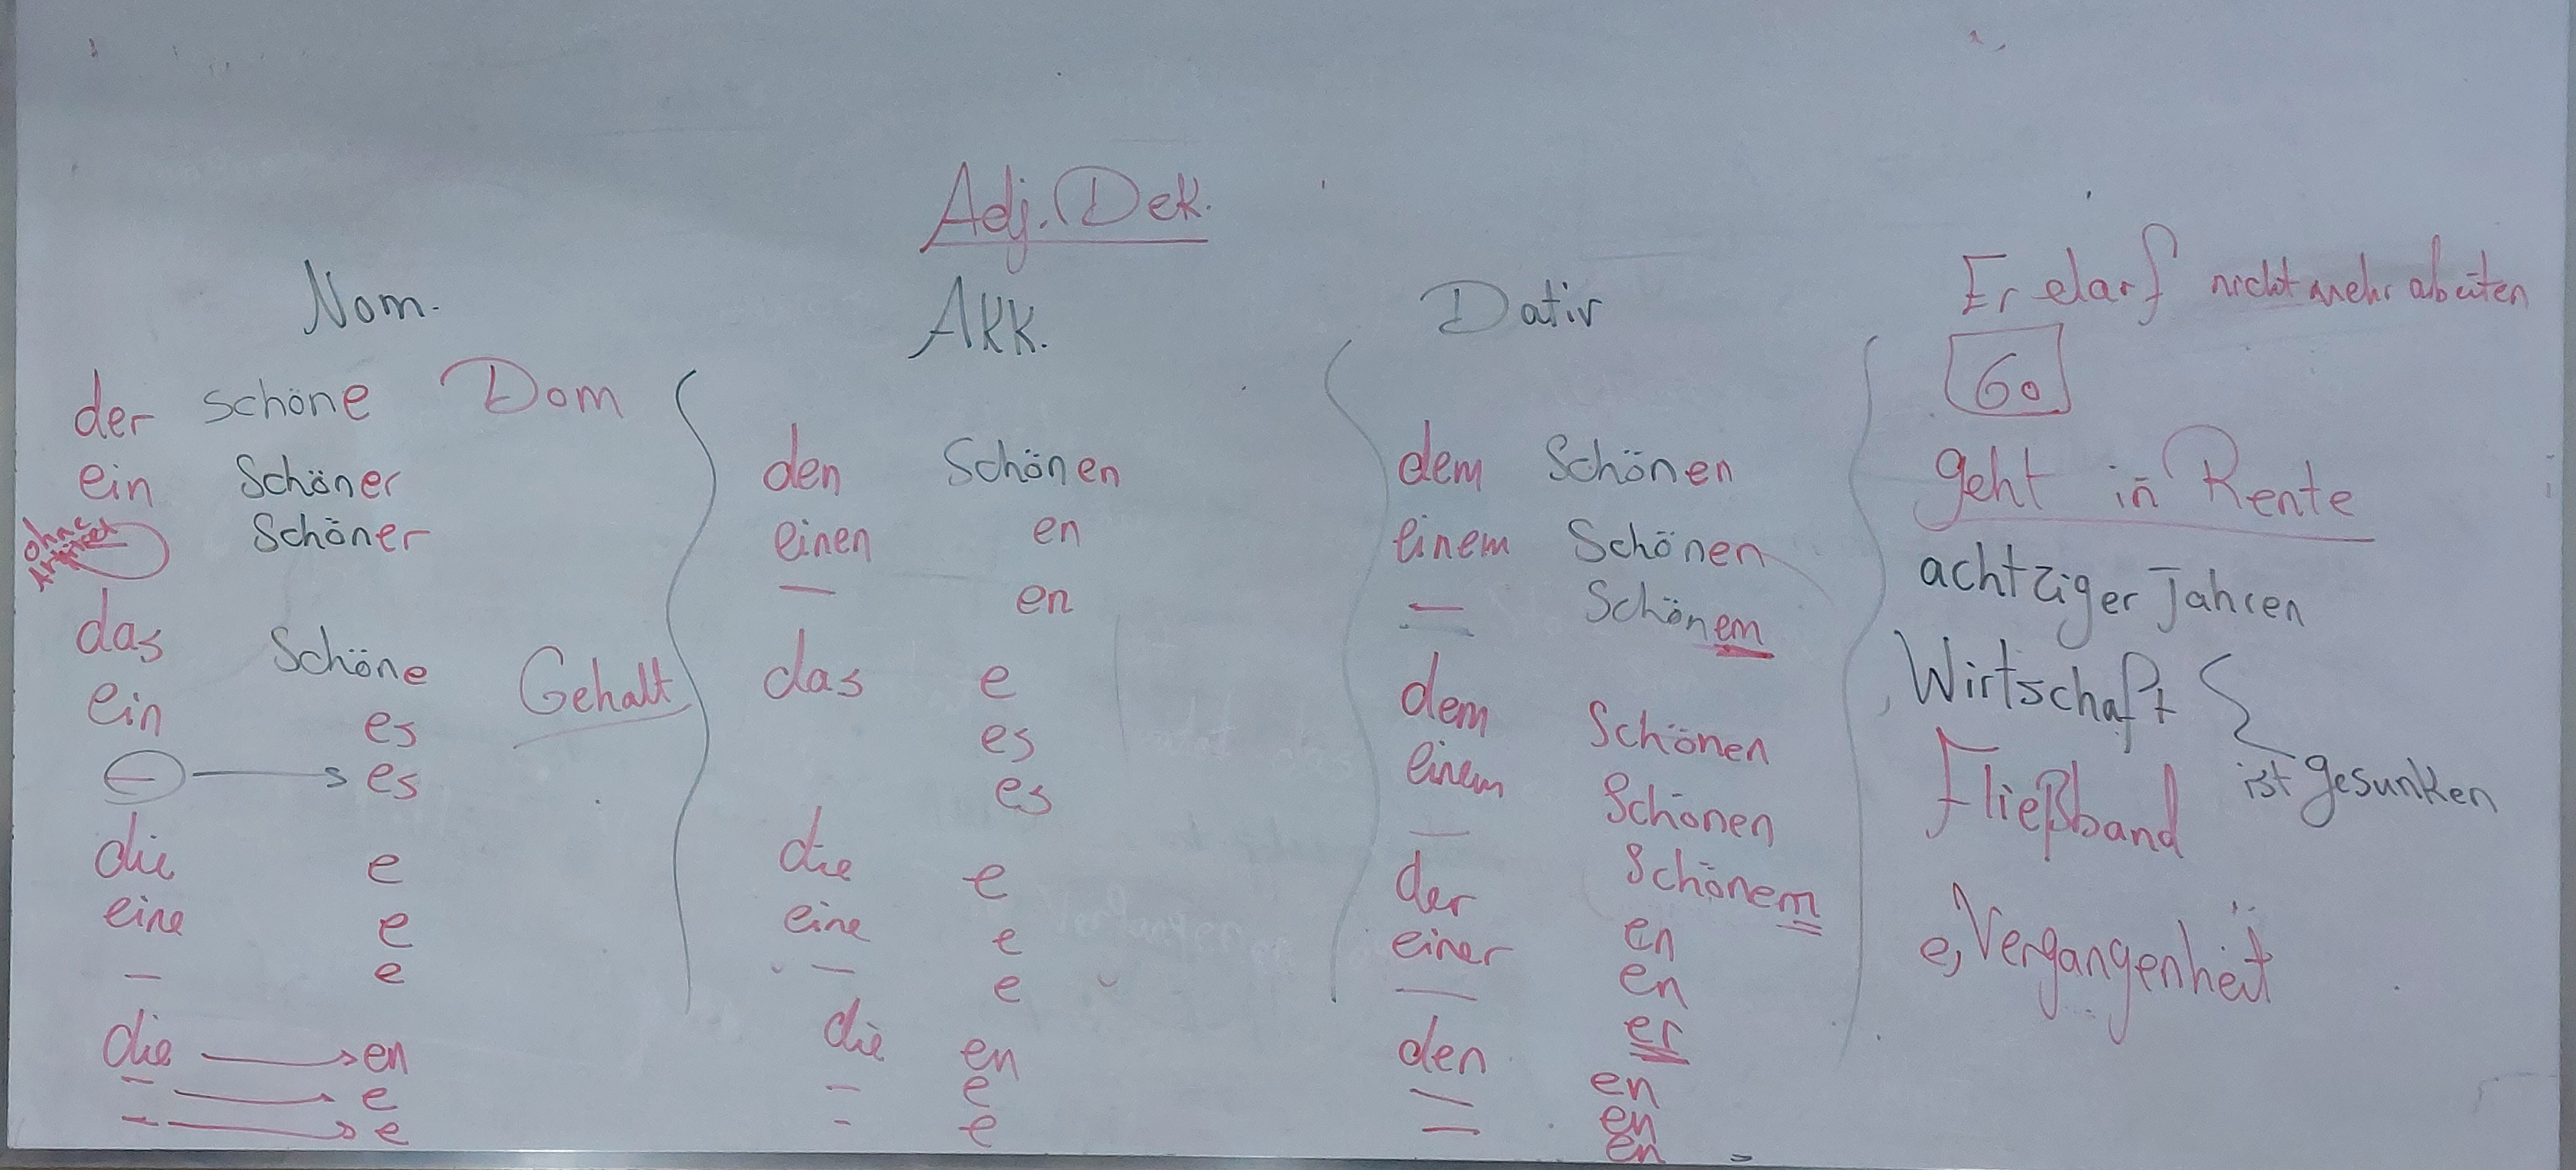 Adj. Dek.
Nom.
der schöne Dom
ein Schöner
ohne Artikel — Schöner
das Schöne Gehalt
ein es
— → es
die e
eine e
— e
die → en
— → e
— → e
Akk.
den Schönen
einen en
— en
das e
es
es
die e
eine e
— e
die en
— e
— e
Dativ
dem Schönen
einem Schönen
— Schönem
dem Schönen
einem Schönen
— Schönem
der en
einer en
— er
den en
— en
— en
Er darf nicht mehr abeiten
60
geht in Rente
achtziger Jahren
Wirtschaft
ist gesunken
Fließband
e, Vergangenheit